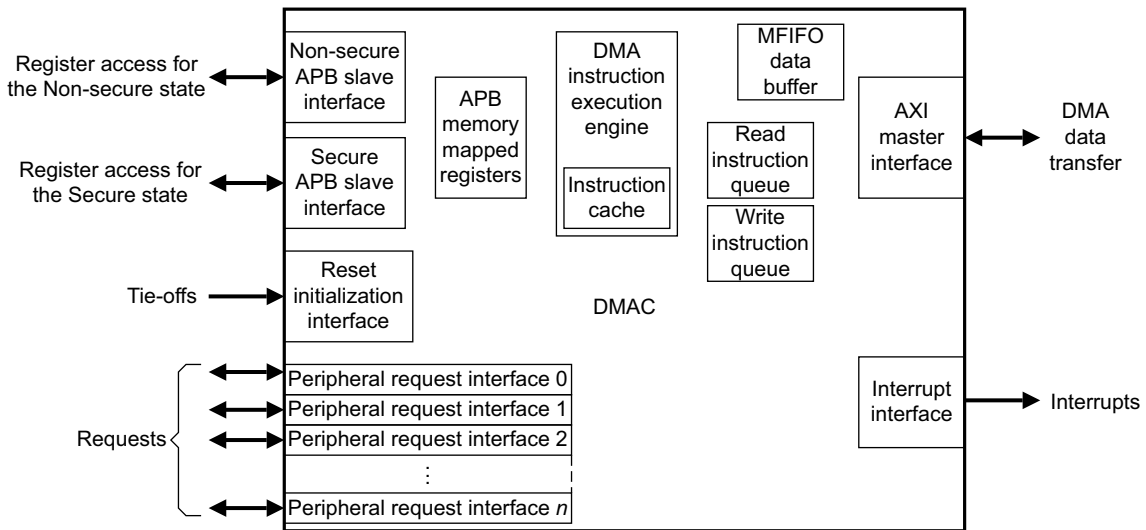 Register access for
the Non-secure state
Non-secure
APB slave
interface
Register access for
the Secure state
Secure
APB slave
interface
APB
memory
mapped
registers
DMA
instruction
execution
engine
Instruction
cache
MFIFO
data
buffer
Read
instruction
queue
Write
instruction
queue
AXI
master
interface
DMA
data
transfer
Tie-offs
Reset
initialization
interface
DMAC
Requests
Peripheral request interface 0
Peripheral request interface 1
Peripheral request interface 2
⋮
Peripheral request interface n
Interrupt
interface
Interrupts